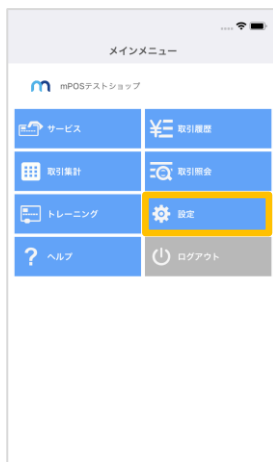 メインメニュー
mPOSテストショップ
サービス
取引履歴
取引集計
取引照会
トレーニング
設定
ヘルプ
ログアウト